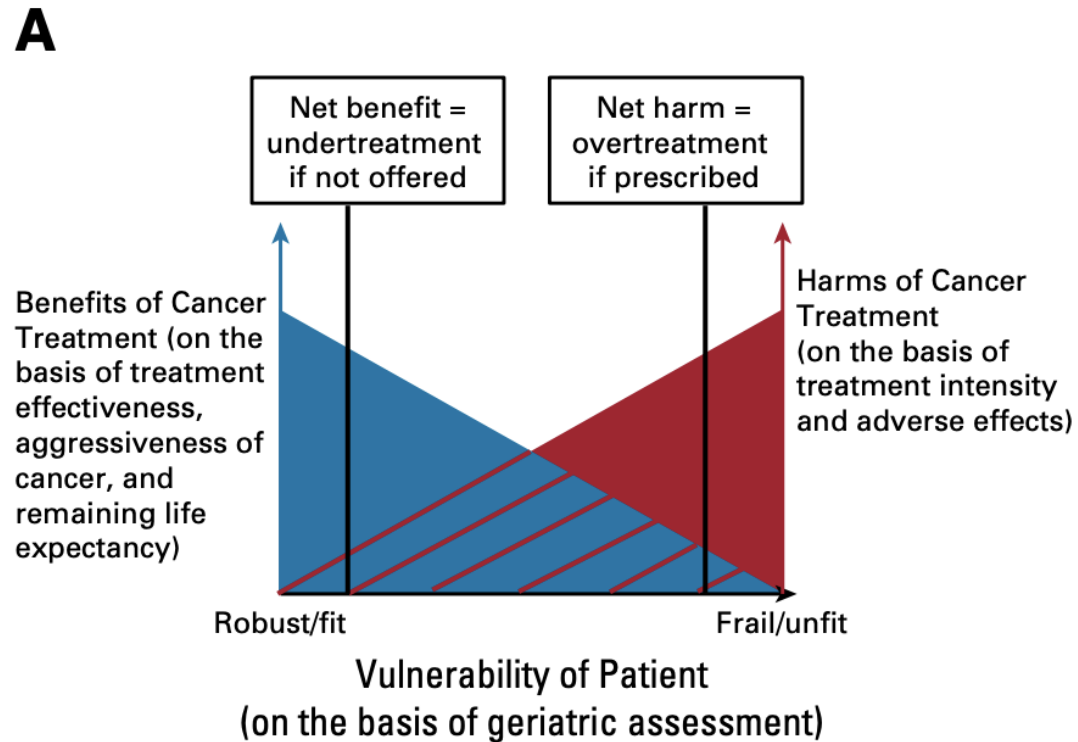 A
Net benefit =
undertreatment
if not offered
Net harm =
overtreatment
if prescribed
Benefits of Cancer
Treatment (on the
basis of treatment
effectiveness,
aggressiveness of
cancer, and
remaining life
expectancy)
Harms of Cancer
Treatment
(on the basis of
treatment intensity
and adverse effects)
Robust/fit
Frail/unfit
Vulnerability of Patient
(on the basis of geriatric assessment)